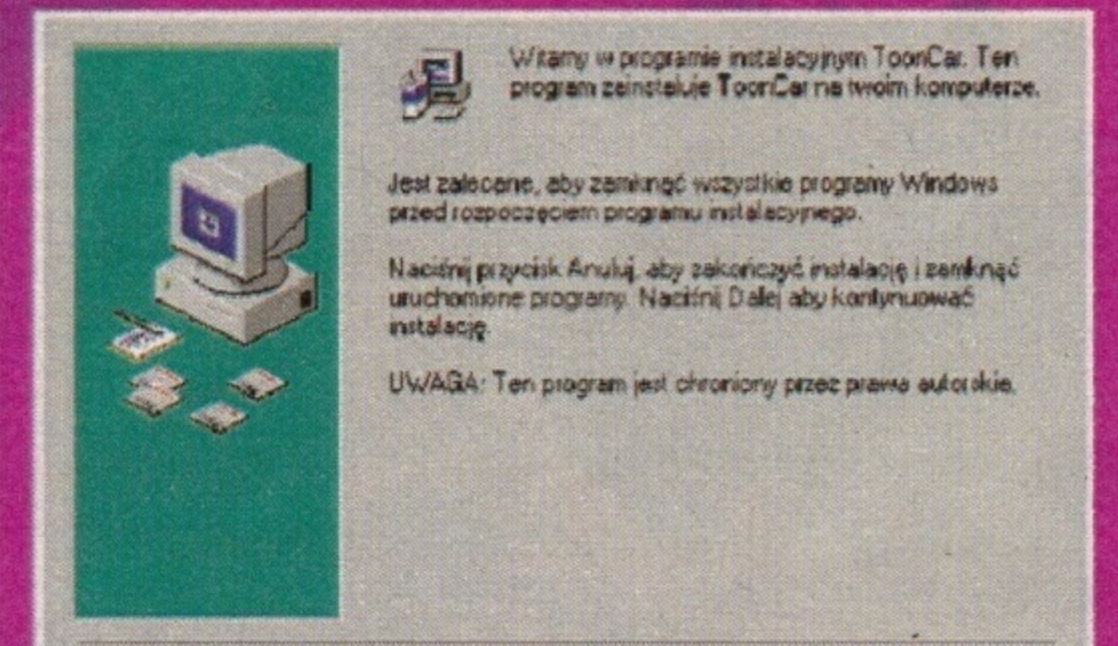 Witamy w programie instalacyjnym ToonCar. Ten
program zainstaluje ToonCar na twoim komputerze.
Jest zalecane, aby zamknąć wszystkie programy Windows
przed rozpoczęciem programu instalacyjnego.
Naciśnij przycisk Anuluj, aby zakończyć instalację i zamknąć
uruchomione programy. Naciśnij Dalej aby kontynuować
instalację.
UWAGA: Ten program jest chroniony przez prawa autorskie.